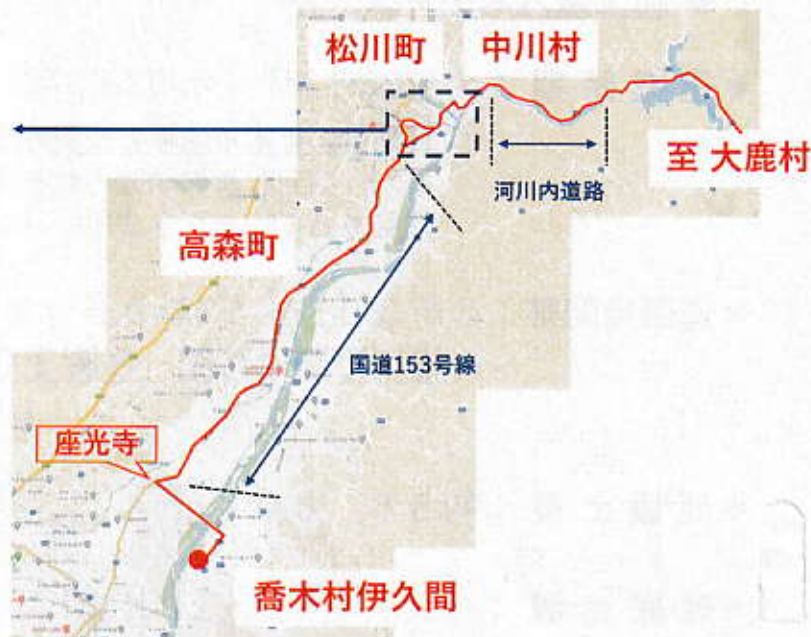 松川町
中川村
至 大鹿村
河川内道路
高森町
国道153号線
座光寺
喬木村伊久間